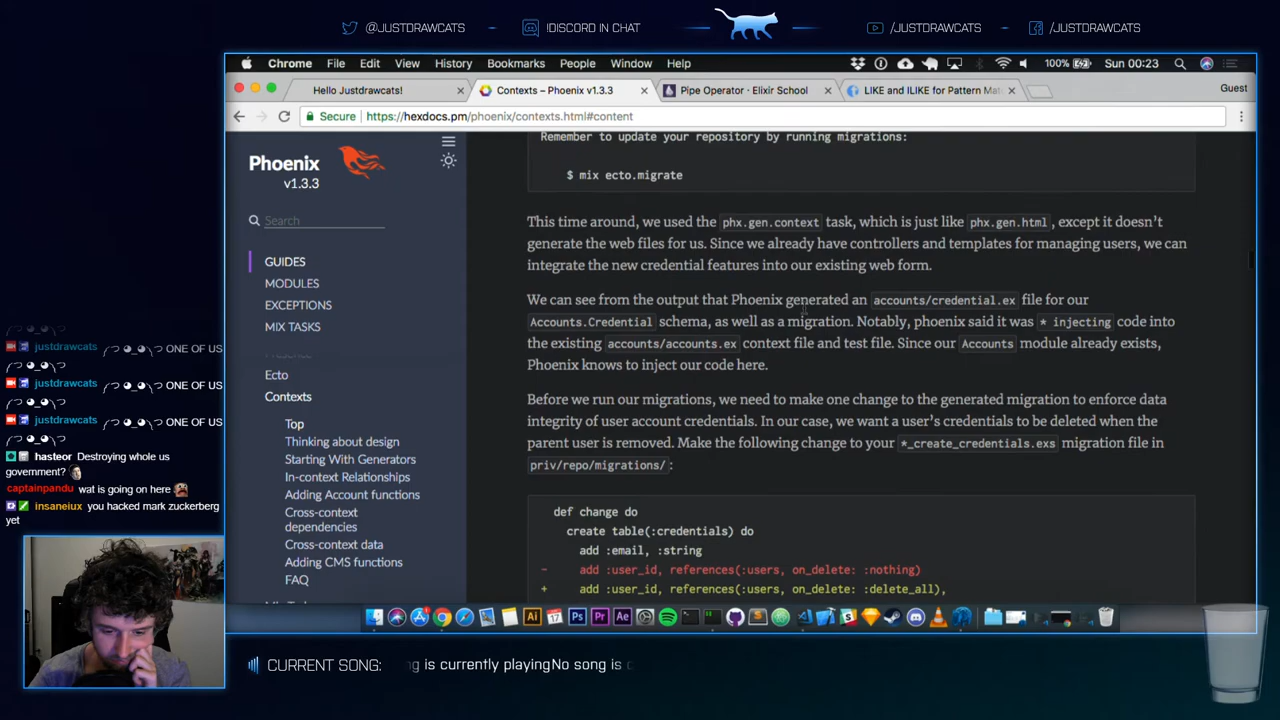 @JUSTDRAWCATS
!DISCORD IN CHAT
/JUSTDRAWCATS
/JUSTDRAWCATS
Chrome File Edit View History Bookmarks People Window Help
100% Sun 00:23
Hello Justdrawcats!
Contexts – Phoenix v1.3.3
Pipe Operator · Elixir School
LIKE and ILIKE for Pattern Mat
Guest
Secure https://hexdocs.pm/phoenix/contexts.html#content
Phoenix
v1.3.3
Search
GUIDES
MODULES
EXCEPTIONS
MIX TASKS
Ecto
Contexts
Top
Thinking about design
Starting With Generators
In-context Relationships
Adding Account functions
Cross-context
dependencies
Cross-context data
Adding CMS functions
FAQ
Remember to update your repository by running migrations:
$ mix ecto.migrate
This time around, we used the phx.gen.context task, which is just like phx.gen.html, except it doesn't
generate the web files for us. Since we already have controllers and templates for managing users, we can
integrate the new credential features into our existing web form.
We can see from the output that Phoenix generated an accounts/credential.ex file for our
Accounts.Credential schema, as well as a migration. Notably, phoenix said it was * injecting code into
the existing accounts/accounts.ex context file and test file. Since our Accounts module already exists,
Phoenix knows to inject our code here.
Before we run our migrations, we need to make one change to the generated migration to enforce data
integrity of user account credentials. In our case, we want a user's credentials to be deleted when the
parent user is removed. Make the following change to your *_create_credentials.exs migration file in
priv/repo/migrations/ :
def change do
create table(:credentials) do
add :email, :string
- add :user_id, references(:users, on_delete: :nothing)
+ add :user_id, references(:users, on_delete: :delete_all),
justdrawcats ONE OF US
justdrawcats ONE OF US
justdrawcats ONE OF US
hasteor Destroying whole us
government?
captainpandu wat is going on here
insaneiux you hacked mark zuckerberg
yet
CURRENT SONG:
g is currently playingNo song is